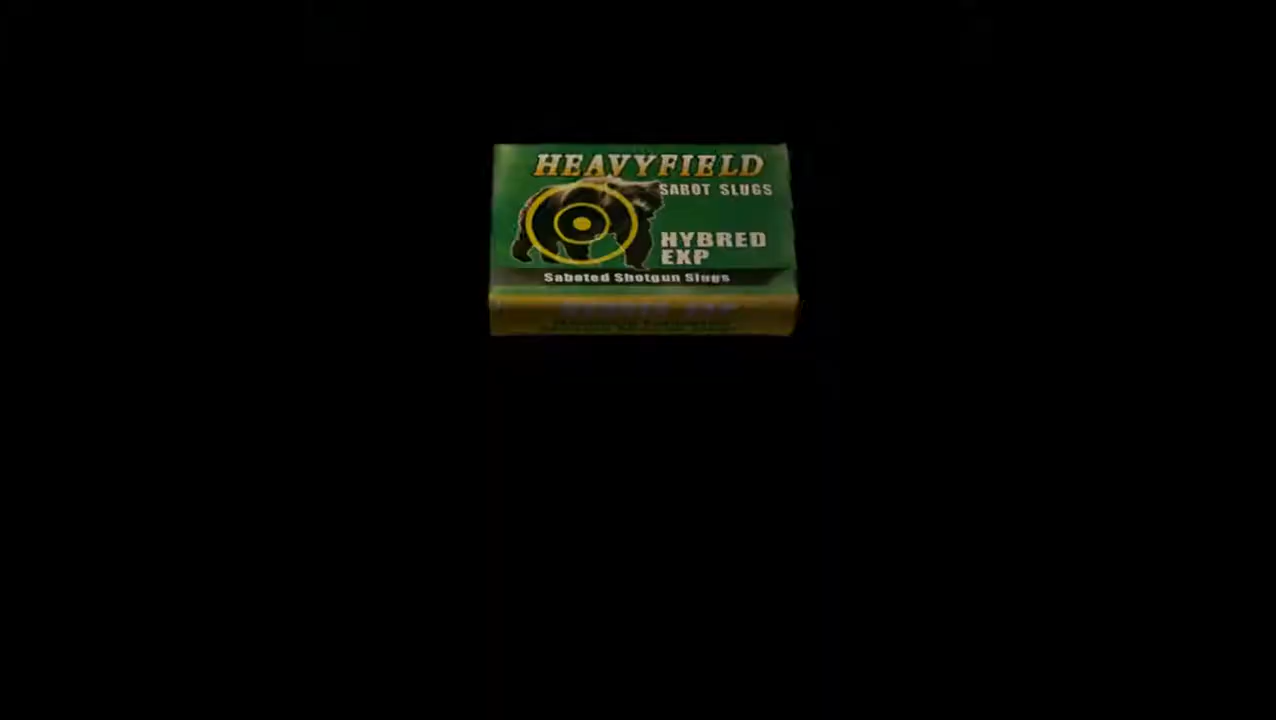 HEAVYFIELD
SABOT SLUGS
HYBRED
EXP
Saboted Shotgun Slugs